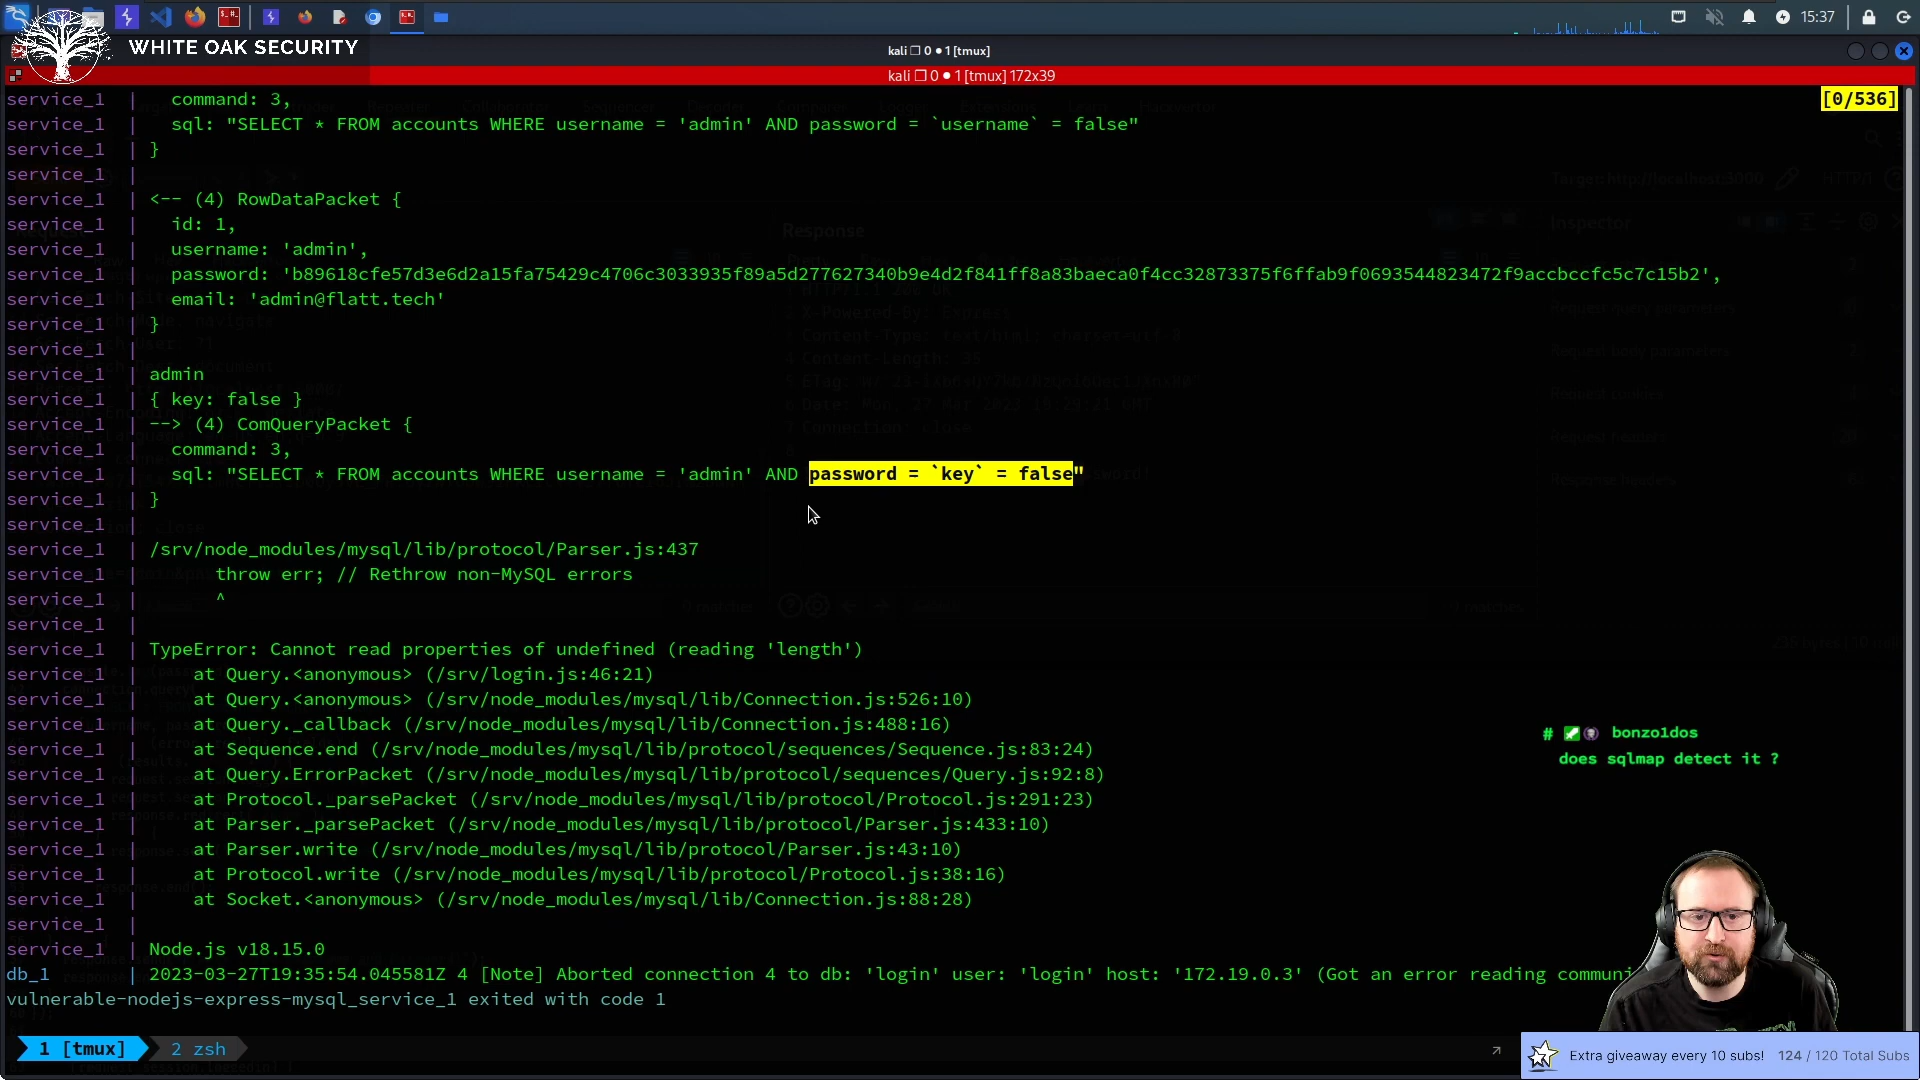 WHITE OAK SECURITY
15:37
kali ❐ 0 ● 1 [tmux]
kali ❐ 0 ● 1 [tmux] 172x39
[0/536]
service_1 | command: 3,
service_1 | sql: "SELECT * FROM accounts WHERE username = 'admin' AND password = `username` = false"
service_1 | }
service_1 |
service_1 | <-- (4) RowDataPacket {
service_1 | id: 1,
service_1 | username: 'admin',
service_1 | password: 'b89618cfe57d3e6d2a15fa75429c4706c3033935f89a5d277627340b9e4d2f841ff8a83baeca0f4cc32873375f6ffab9f0693544823472f9accbccfc5c7c15b2',
service_1 | email: 'admin@flatt.tech'
service_1 | }
service_1 |
service_1 | admin
service_1 | { key: false }
service_1 | --> (4) ComQueryPacket {
service_1 | command: 3,
service_1 | sql: "SELECT * FROM accounts WHERE username = 'admin' AND password = `key` = false"
service_1 | }
service_1 |
service_1 | /srv/node_modules/mysql/lib/protocol/Parser.js:437
service_1 | throw err; // Rethrow non-MySQL errors
service_1 | ^
service_1 |
service_1 | TypeError: Cannot read properties of undefined (reading 'length')
service_1 | at Query.<anonymous> (/srv/login.js:46:21)
service_1 | at Query.<anonymous> (/srv/node_modules/mysql/lib/Connection.js:526:10)
service_1 | at Query._callback (/srv/node_modules/mysql/lib/Connection.js:488:16)
service_1 | at Sequence.end (/srv/node_modules/mysql/lib/protocol/sequences/Sequence.js:83:24)
service_1 | at Query.ErrorPacket (/srv/node_modules/mysql/lib/protocol/sequences/Query.js:92:8)
service_1 | at Protocol._parsePacket (/srv/node_modules/mysql/lib/protocol/Protocol.js:291:23)
service_1 | at Parser._parsePacket (/srv/node_modules/mysql/lib/protocol/Parser.js:433:10)
service_1 | at Parser.write (/srv/node_modules/mysql/lib/protocol/Parser.js:43:10)
service_1 | at Protocol.write (/srv/node_modules/mysql/lib/protocol/Protocol.js:38:16)
service_1 | at Socket.<anonymous> (/srv/node_modules/mysql/lib/Connection.js:88:28)
service_1 |
service_1 | Node.js v18.15.0
db_1 | 2023-03-27T19:35:54.045581Z 4 [Note] Aborted connection 4 to db: 'login' user: 'login' host: '172.19.0.3' (Got an error reading communi
vulnerable-nodejs-express-mysql_service_1 exited with code 1
# bonzo1dos
does sqlmap detect it ?
1 [tmux] 2 zsh
Extra giveaway every 10 subs! 124 / 120 Total Subs